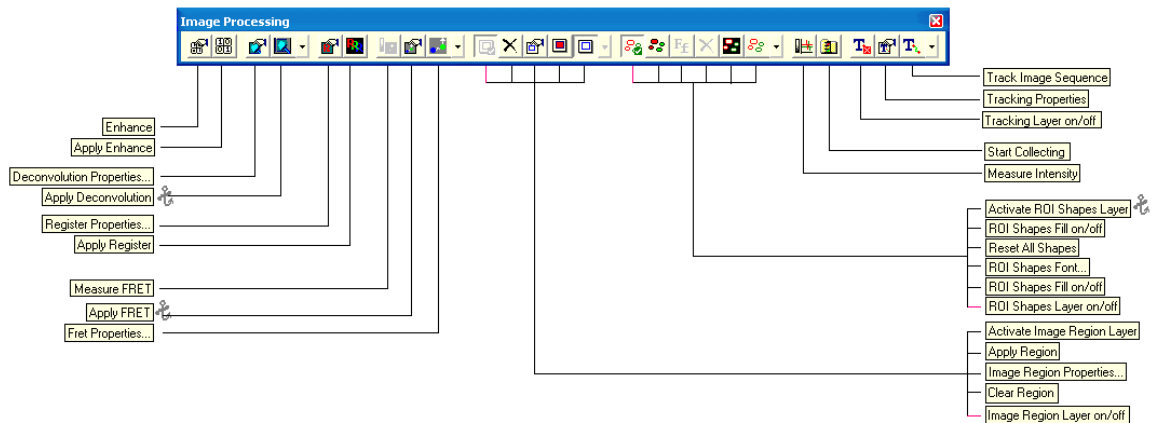 Image Processing
Enhance
Apply Enhance
Deconvolution Properties...
Apply Deconvolution
Register Properties...
Apply Register
Measure FRET
Apply FRET
Fret Properties...
Track Image Sequence
Tracking Properties
Tracking Layer on/off
Start Collecting
Measure Intensity
Activate ROI Shapes Layer
ROI Shapes Fill on/off
Reset All Shapes
ROI Shapes Font...
ROI Shapes Fill on/off
ROI Shapes Layer on/off
Activate Image Region Layer
Apply Region
Image Region Properties...
Clear Region
Image Region Layer on/off